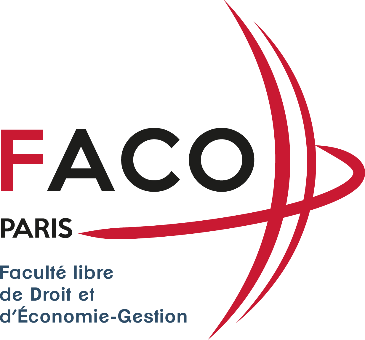 FACO
PARIS
Faculté libre
de Droit et
d'Économie-Gestion